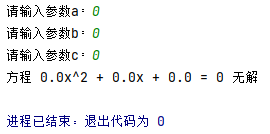 请输入参数a：0
请输入参数b：0
请输入参数c：0
方程 0.0x^2 + 0.0x + 0.0 = 0 无解
进程已结束，退出代码为 0